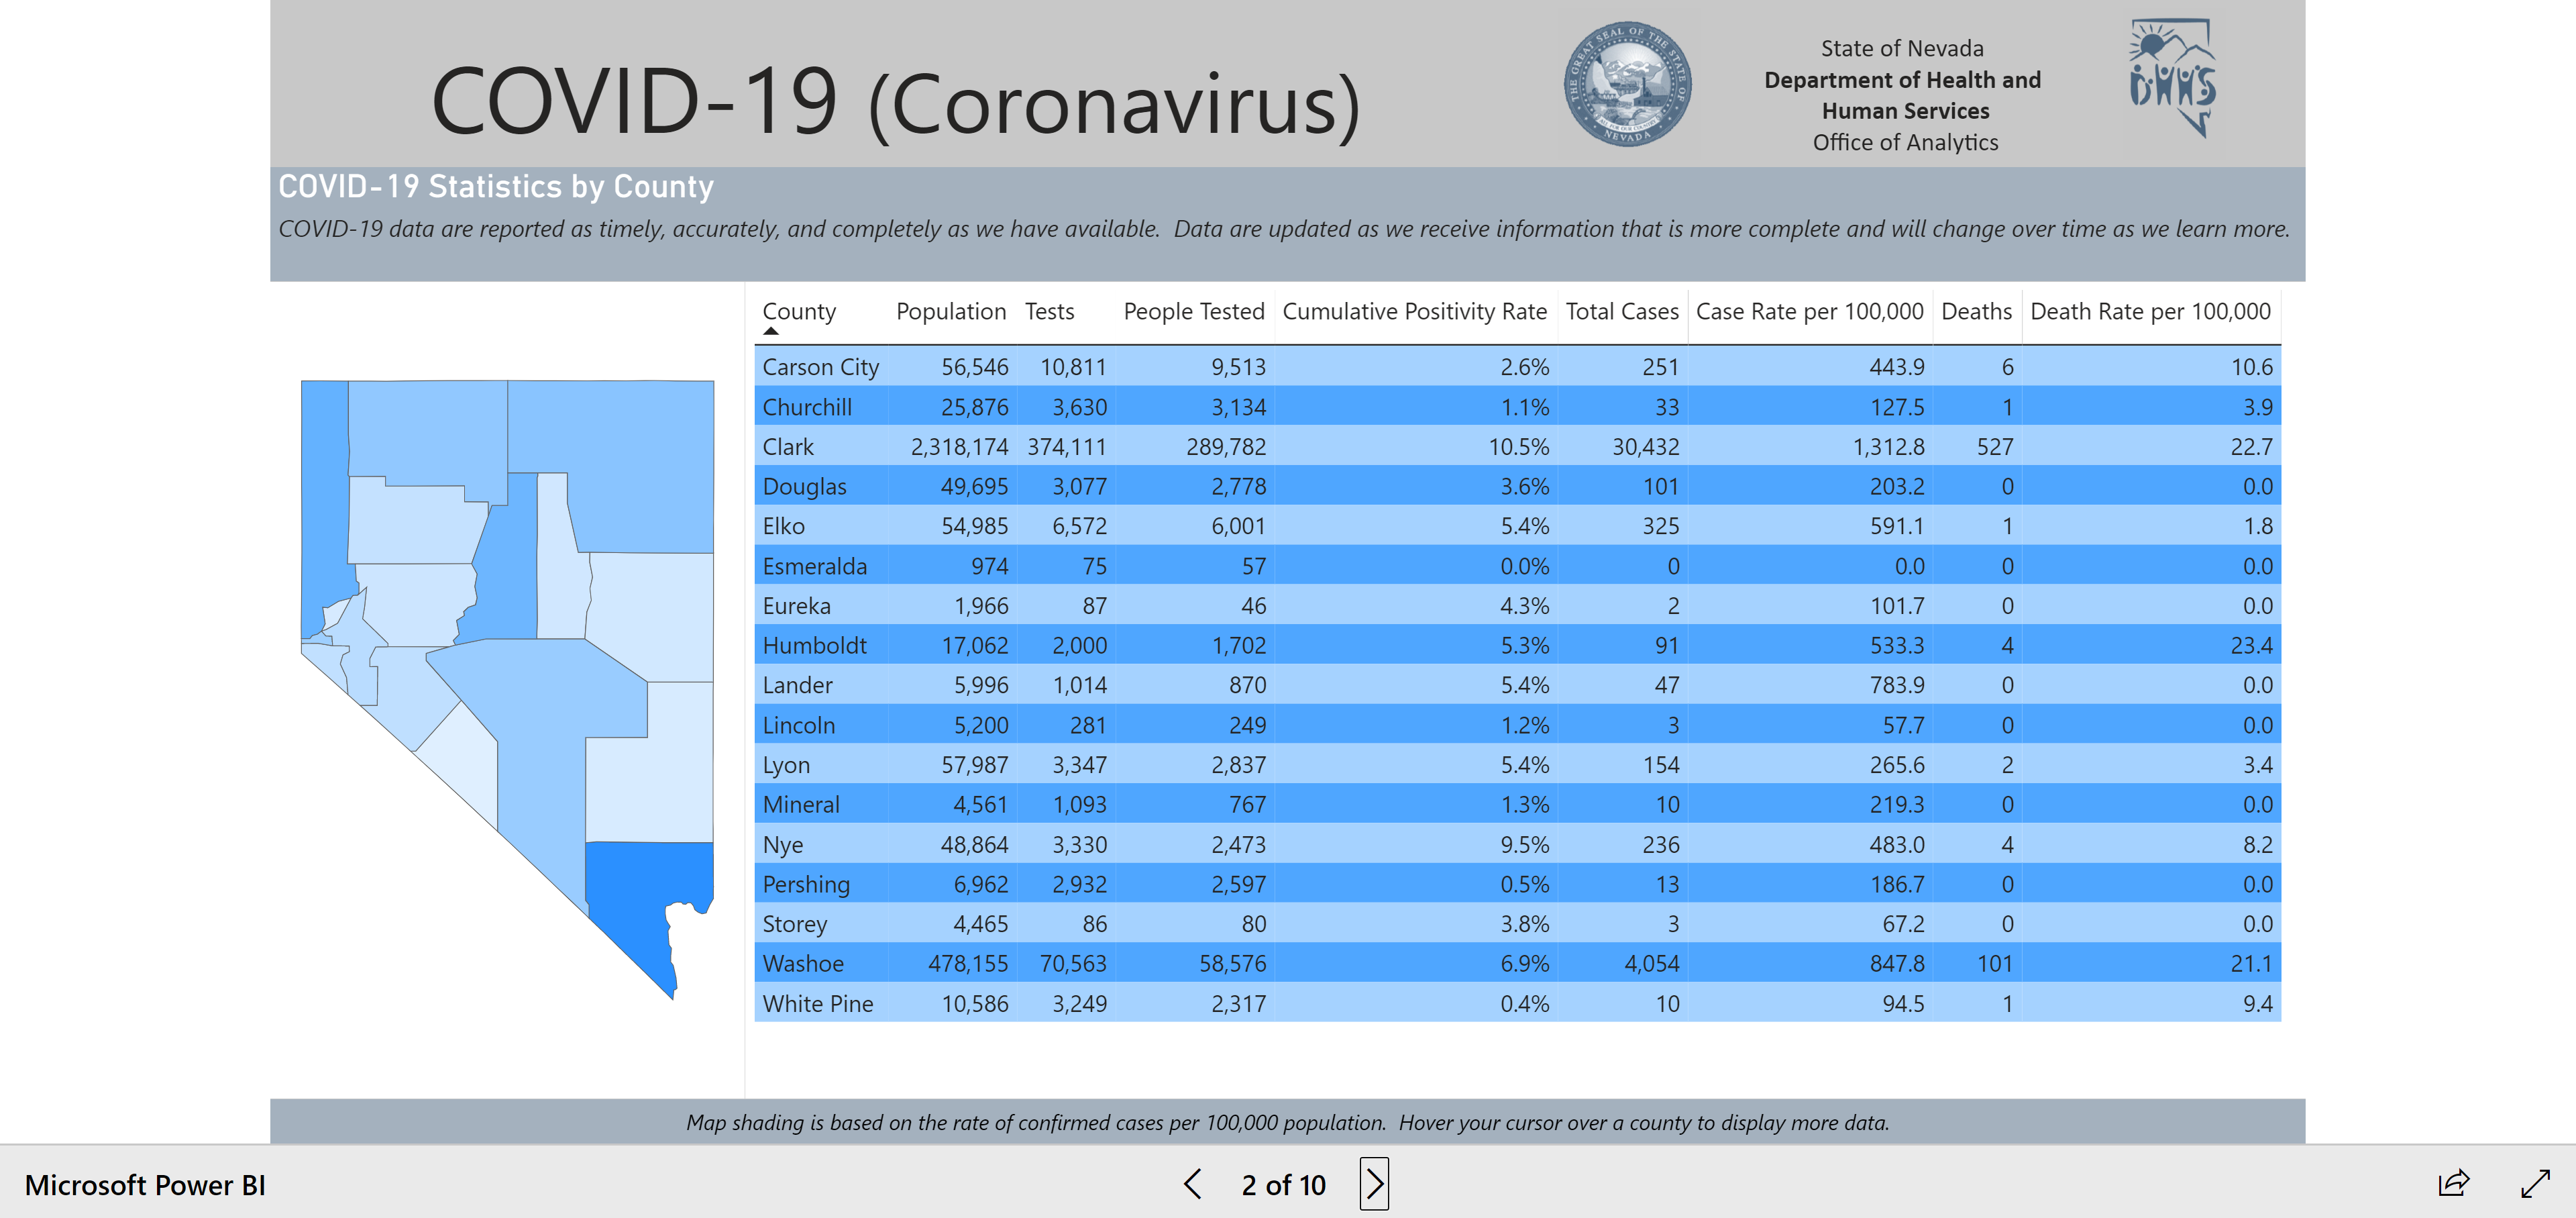 COVID-19 (Coronavirus)
THE GREAT SEAL OF THE STATE OF NEVADA
ALL FOR OUR COUNTRY
State of Nevada
Department of Health and
Human Services
Office of Analytics
DHHS
COVID-19 Statistics by County
COVID-19 data are reported as timely, accurately, and completely as we have available.  Data are updated as we receive information that is more complete and will change over time as we learn more.
County Population Tests People Tested Cumulative Positivity Rate Total Cases Case Rate per 100,000 Deaths Death Rate per 100,000
Carson City 56,546 10,811 9,513 2.6% 251 443.9 6 10.6
Churchill 25,876 3,630 3,134 1.1% 33 127.5 1 3.9
Clark 2,318,174 374,111 289,782 10.5% 30,432 1,312.8 527 22.7
Douglas 49,695 3,077 2,778 3.6% 101 203.2 0 0.0
Elko 54,985 6,572 6,001 5.4% 325 591.1 1 1.8
Esmeralda 974 75 57 0.0% 0 0.0 0 0.0
Eureka 1,966 87 46 4.3% 2 101.7 0 0.0
Humboldt 17,062 2,000 1,702 5.3% 91 533.3 4 23.4
Lander 5,996 1,014 870 5.4% 47 783.9 0 0.0
Lincoln 5,200 281 249 1.2% 3 57.7 0 0.0
Lyon 57,987 3,347 2,837 5.4% 154 265.6 2 3.4
Mineral 4,561 1,093 767 1.3% 10 219.3 0 0.0
Nye 48,864 3,330 2,473 9.5% 236 483.0 4 8.2
Pershing 6,962 2,932 2,597 0.5% 13 186.7 0 0.0
Storey 4,465 86 80 3.8% 3 67.2 0 0.0
Washoe 478,155 70,563 58,576 6.9% 4,054 847.8 101 21.1
White Pine 10,586 3,249 2,317 0.4% 10 94.5 1 9.4
Map shading is based on the rate of confirmed cases per 100,000 population.  Hover your cursor over a county to display more data.
Microsoft Power BI
2 of 10